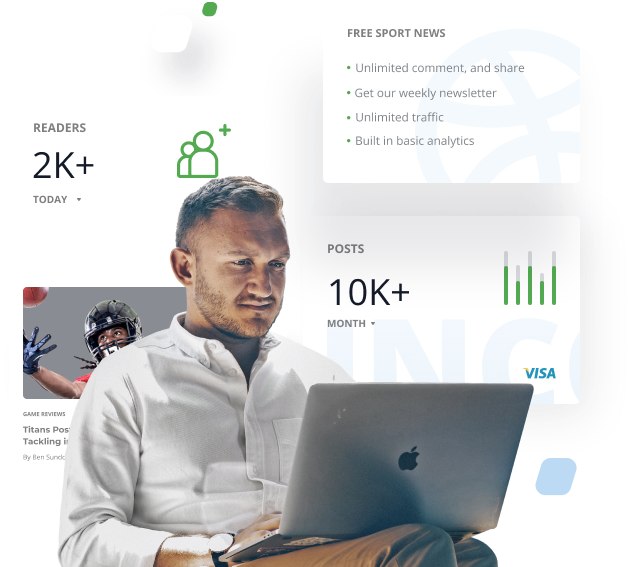 FREE SPORT NEWS
Unlimited comment, and share
Get our weekly newsletter
Unlimited traffic
Built in basic analytics
READERS
2K+
TODAY
POSTS
10K+
MONTH
VISA
GAME REVIEWS
Titans Pos
Tackling i
By Ben Sund